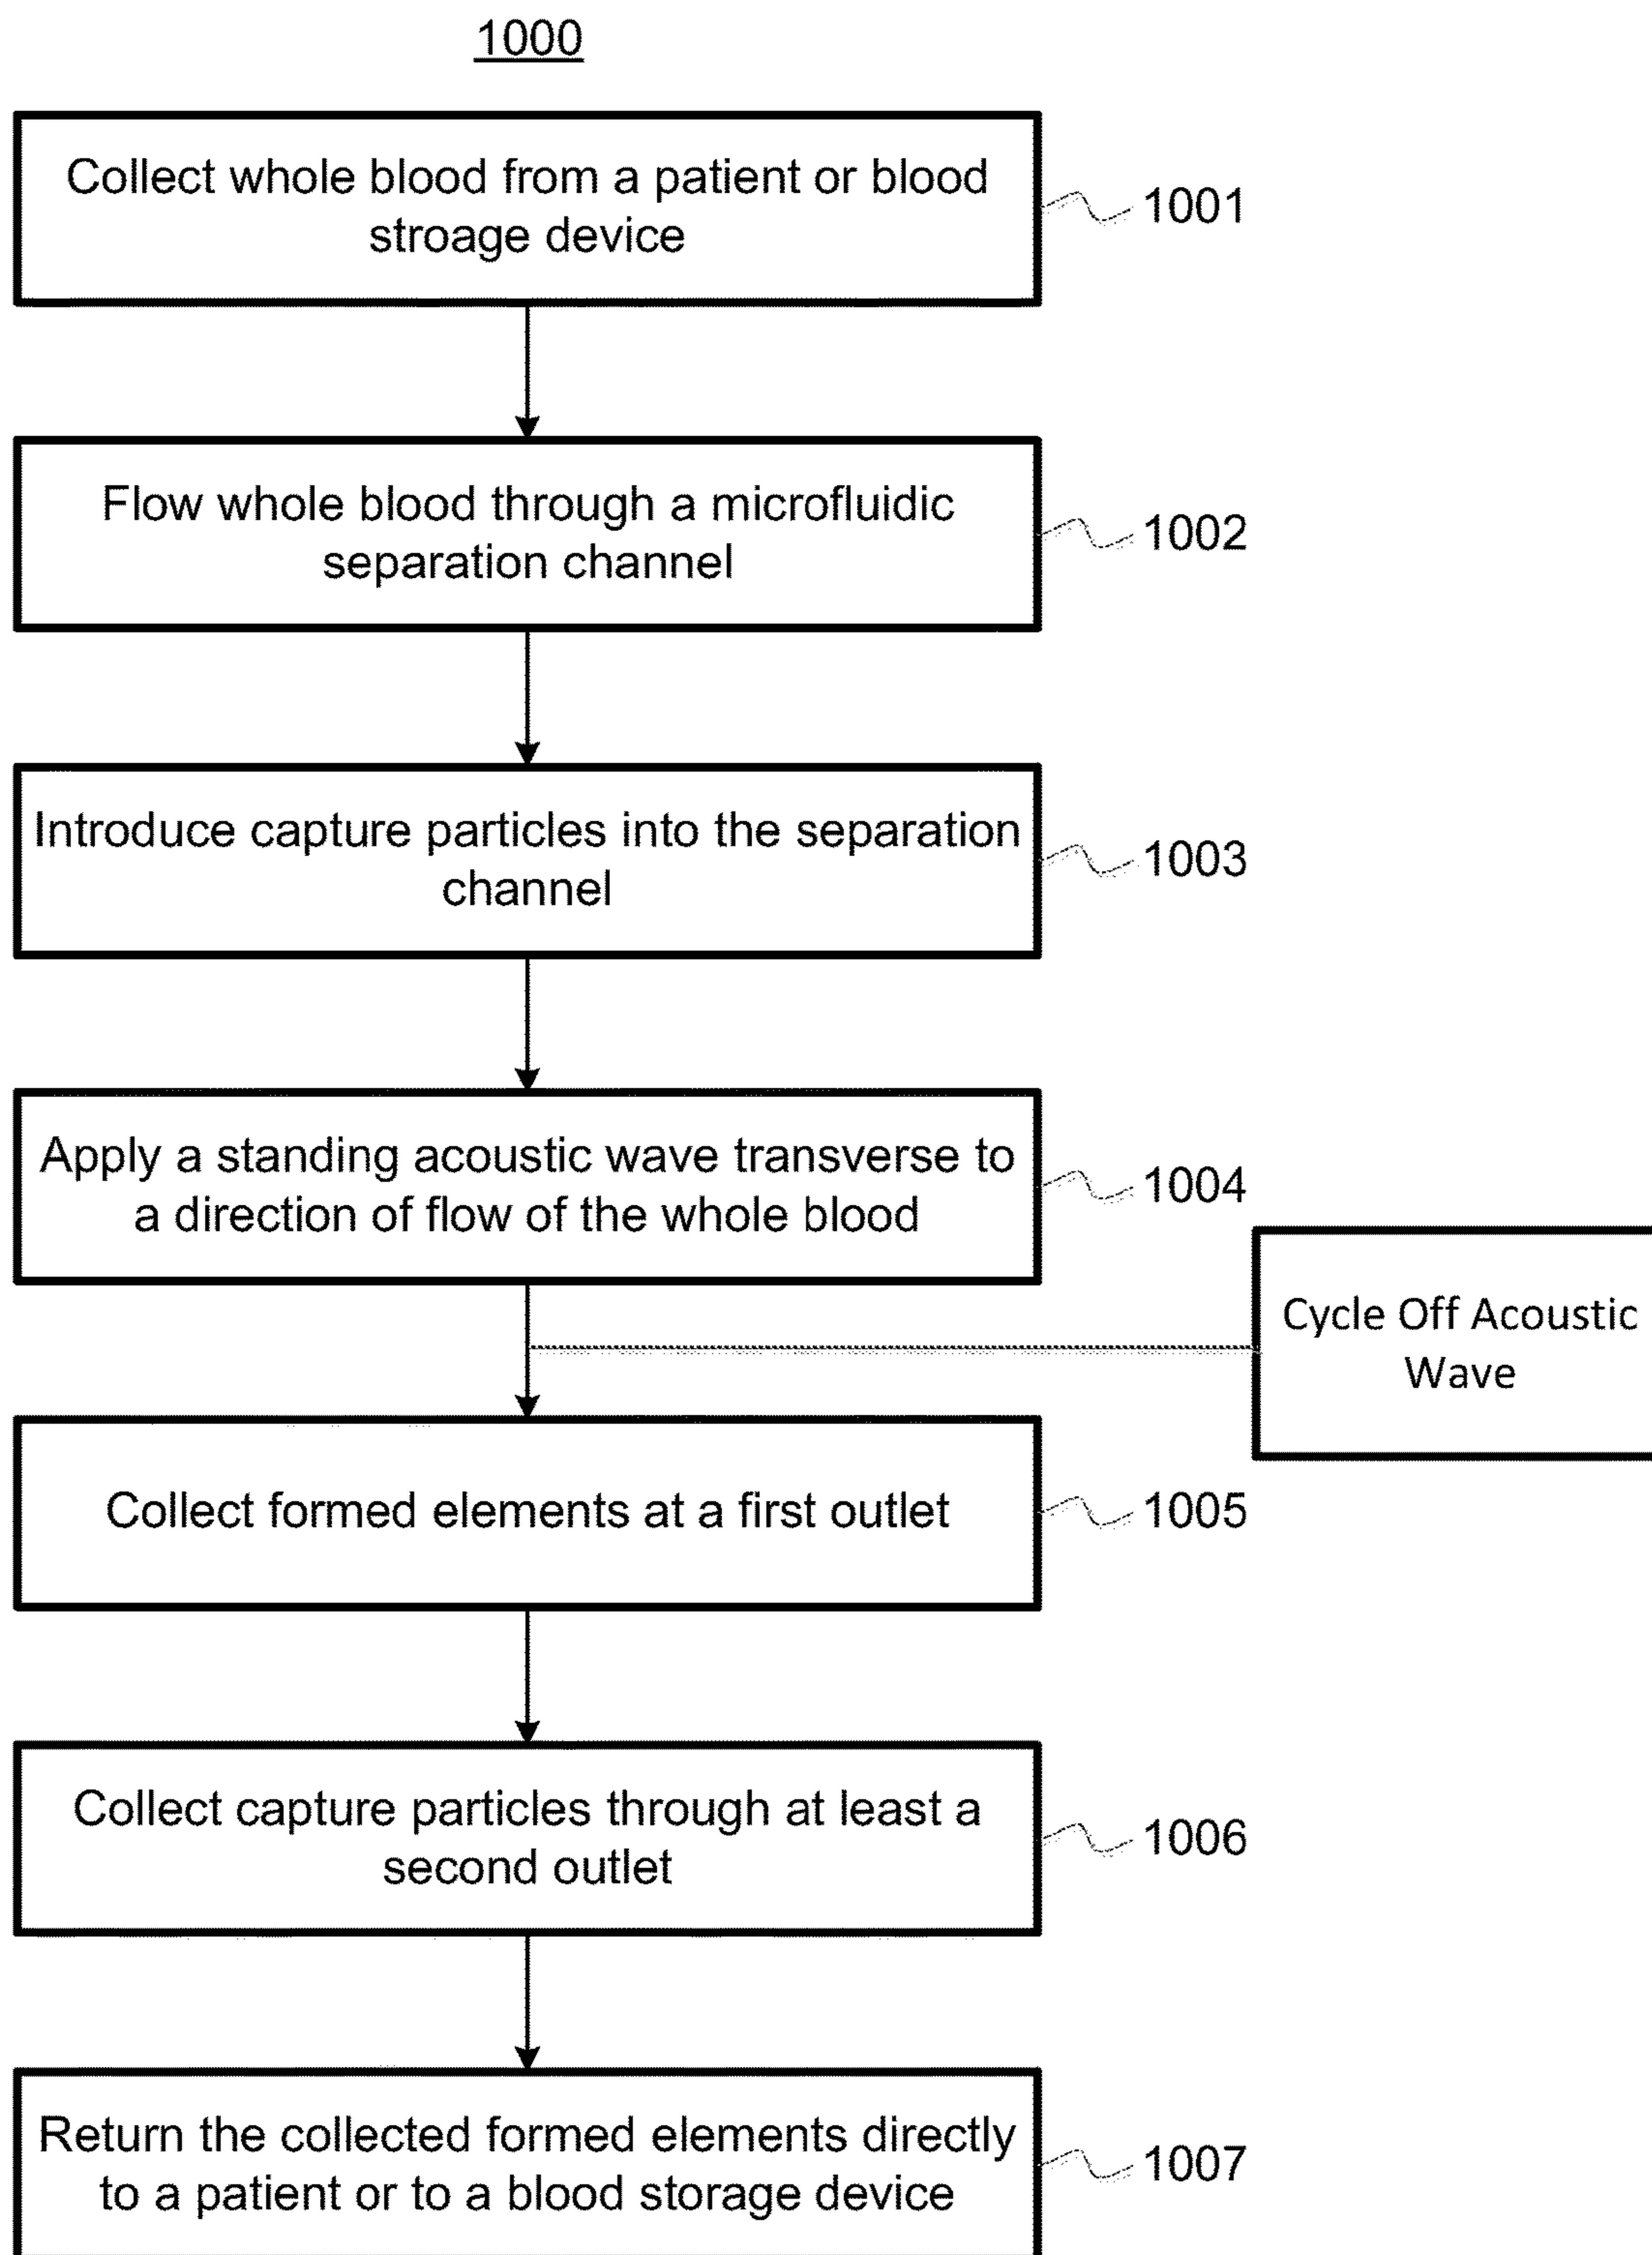 1000
Collect whole blood from a patient or blood
stroage device
1001
Flow whole blood through a microfluidic
separation channel
1002
Introduce capture particles into the separation
channel
1003
Apply a standing acoustic wave transverse to
a direction of flow of the whole blood
1004
Cycle Off Acoustic
Wave
Collect formed elements at a first outlet
1005
Collect capture particles through at least a
second outlet
1006
Return the collected formed elements directly
to a patient or to a blood storage device
1007